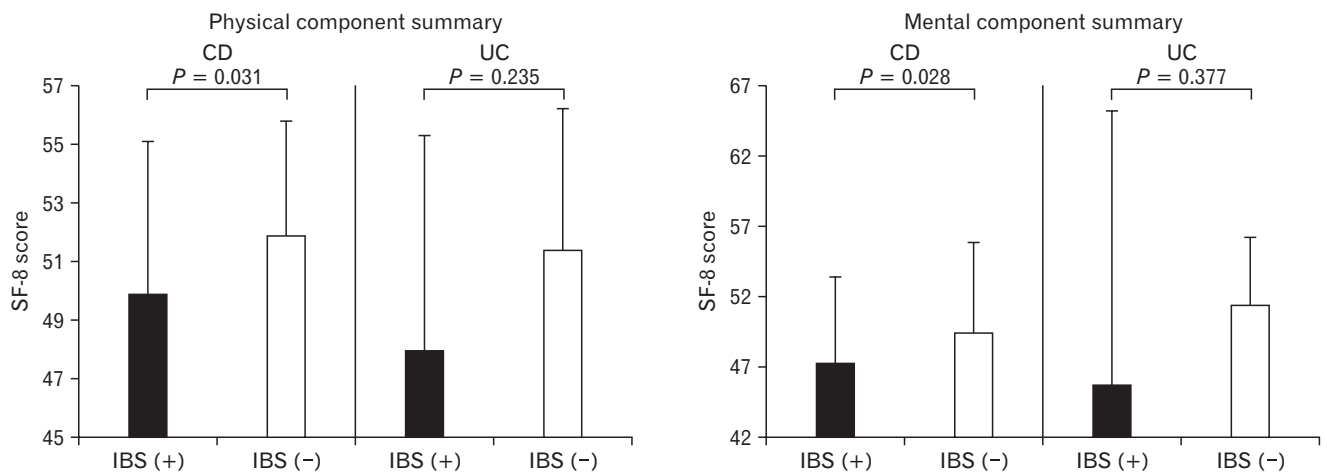 Physical component summary
CD
UC
P = 0.031
P = 0.235
57
55
53
51
49
47
45
SF-8 score
IBS (+)
IBS (−)
IBS (+)
IBS (−)
Mental component summary
CD
UC
P = 0.028
P = 0.377
67
62
57
52
47
42
SF-8 score
IBS (+)
IBS (−)
IBS (+)
IBS (−)